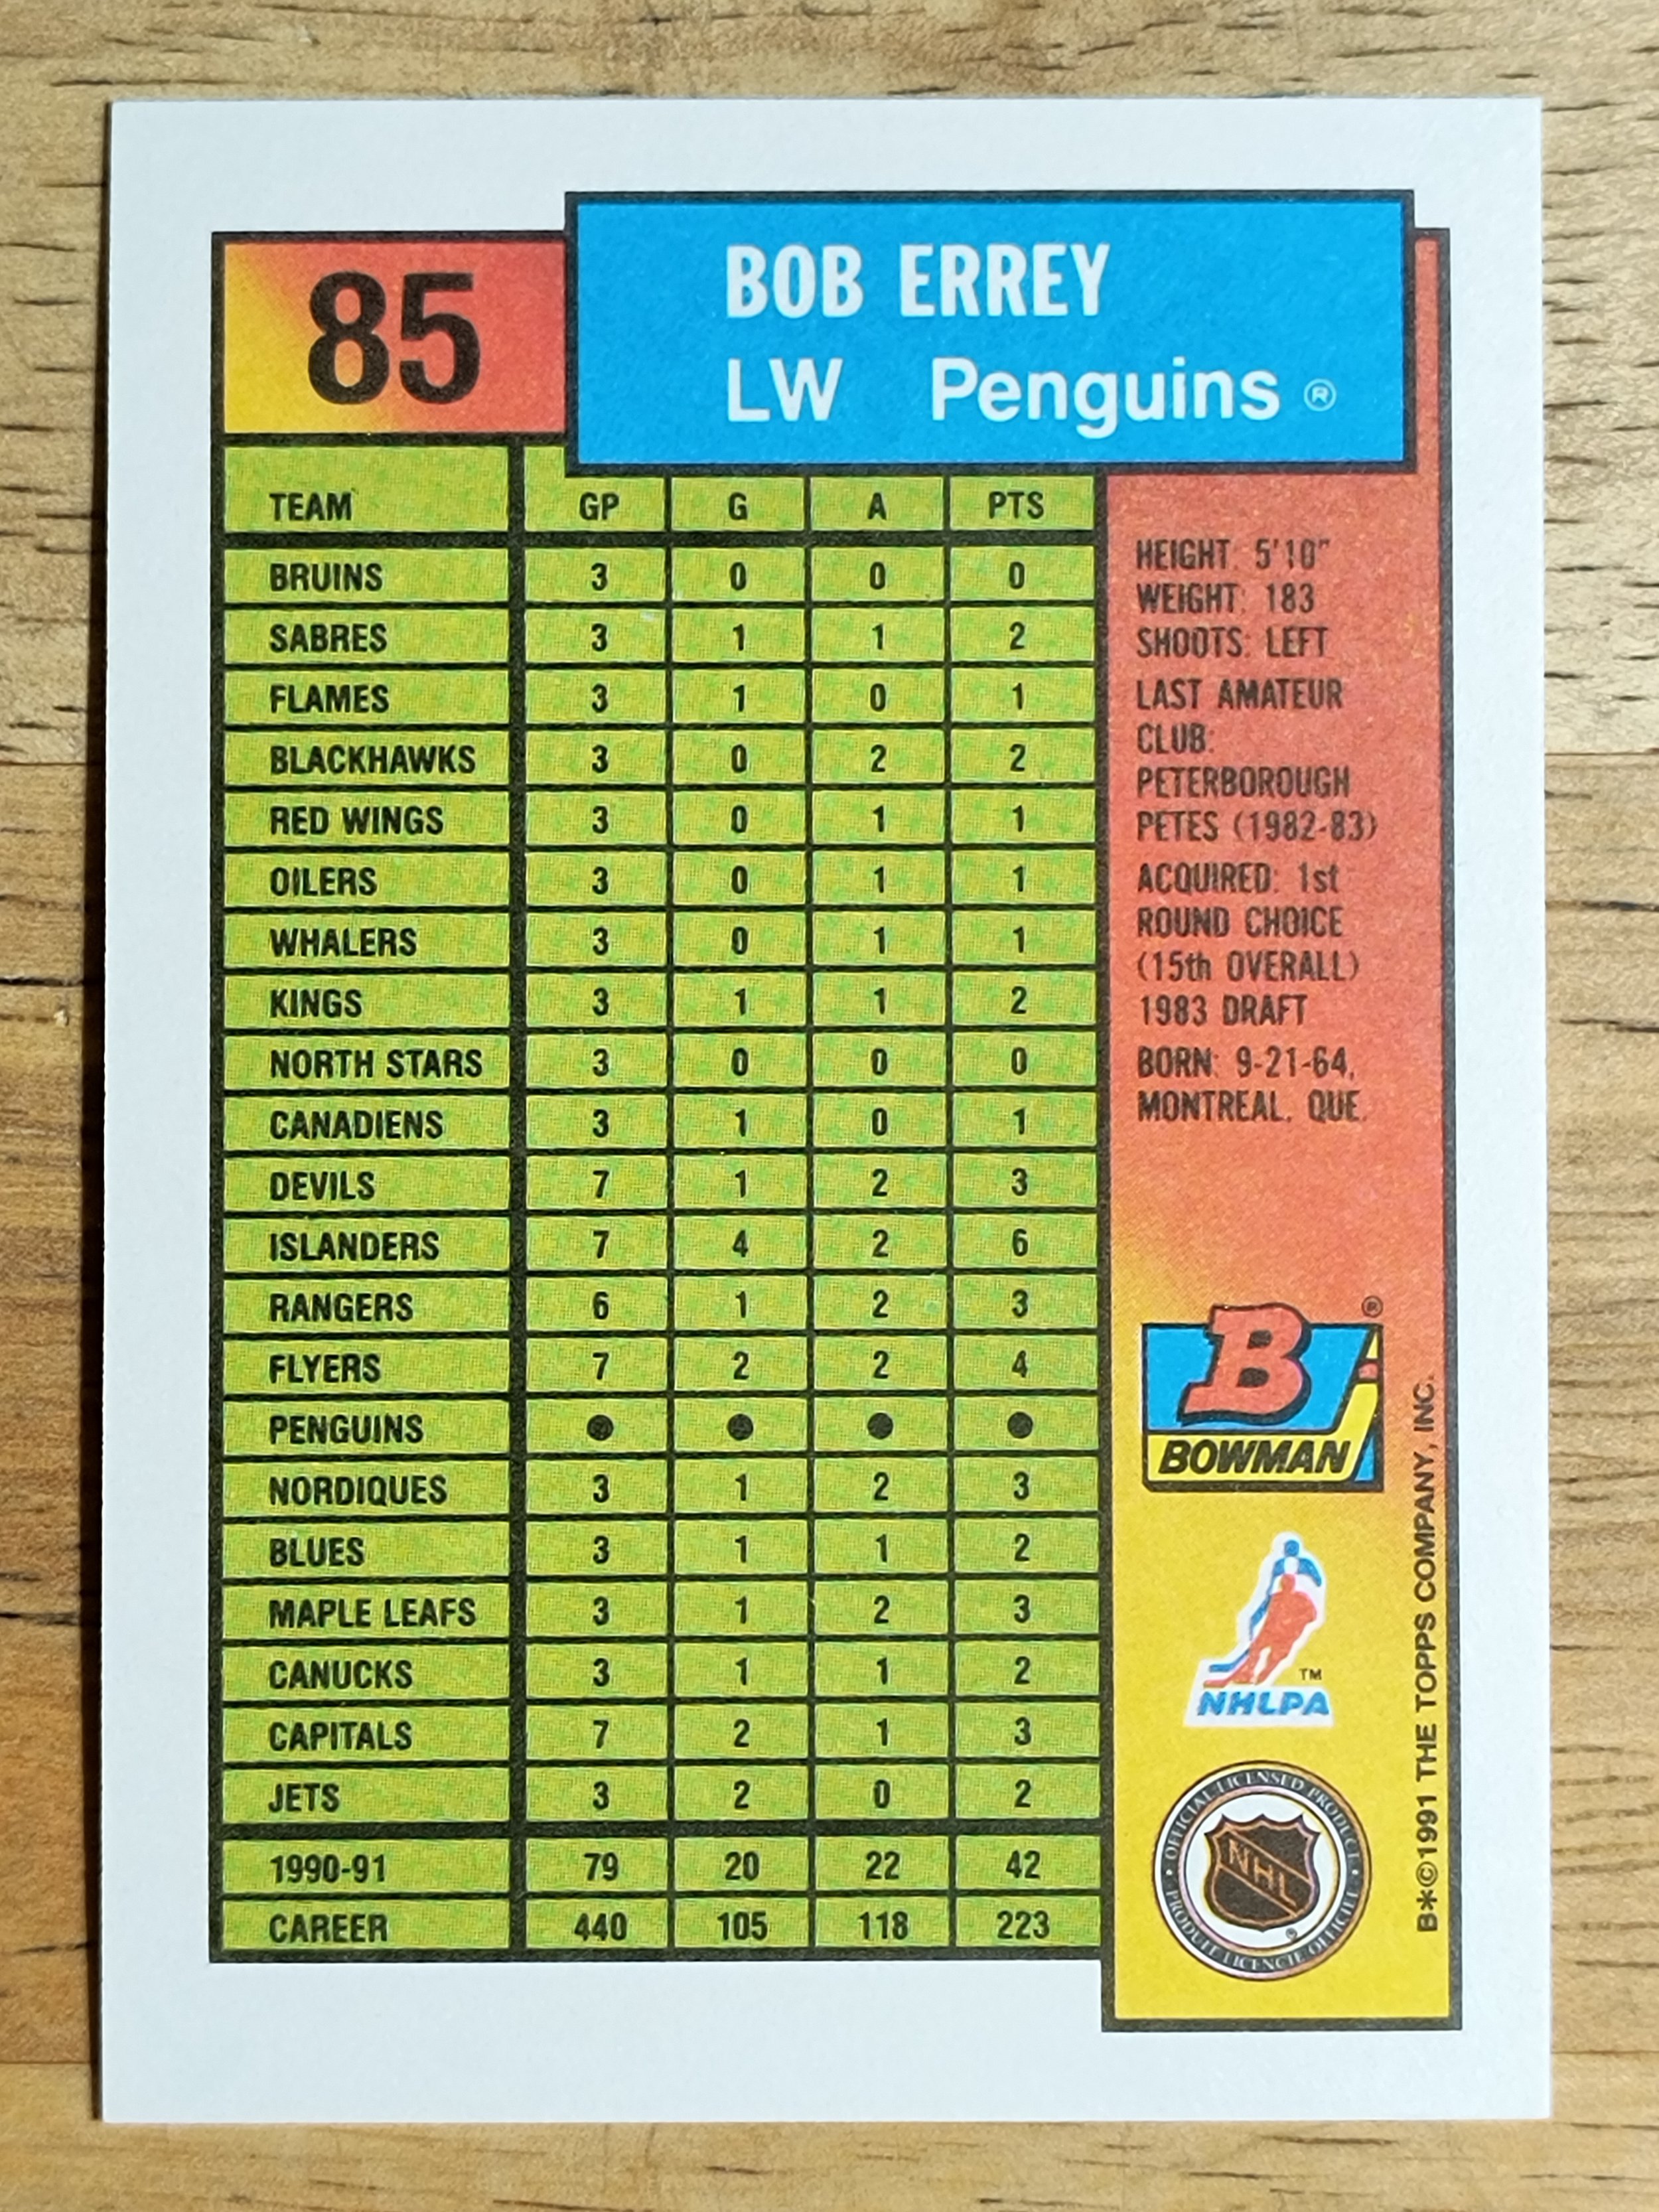 85
BOB ERREY
LW Penguins ®
TEAM GP G A PTS
BRUINS 3 0 0 0
SABRES 3 1 1 2
FLAMES 3 1 0 1
BLACKHAWKS 3 0 2 2
RED WINGS 3 0 1 1
OILERS 3 0 1 1
WHALERS 3 0 1 1
KINGS 3 1 1 2
NORTH STARS 3 0 0 0
CANADIENS 3 1 0 1
DEVILS 7 1 2 3
ISLANDERS 7 4 2 6
RANGERS 6 1 2 3
FLYERS 7 2 2 4
PENGUINS ● ● ● ●
NORDIQUES 3 1 2 3
BLUES 3 1 1 2
MAPLE LEAFS 3 1 2 3
CANUCKS 3 1 1 2
CAPITALS 7 2 1 3
JETS 3 2 0 2
1990-91 79 20 22 42
CAREER 440 105 118 223
HEIGHT: 5'10"
WEIGHT: 183
SHOOTS: LEFT
LAST AMATEUR
CLUB:
PETERBOROUGH
PETES (1982-83)
ACQUIRED: 1st
ROUND CHOICE
(15th OVERALL)
1983 DRAFT
BORN: 9-21-64,
MONTREAL, QUE.
B ®
BOWMAN
™
NHLPA
• OFFICIAL LICENSED PRODUCT •
NHL ®
PRODUIT LICENCIE OFFICIEL
B*©1991 THE TOPPS COMPANY, INC.